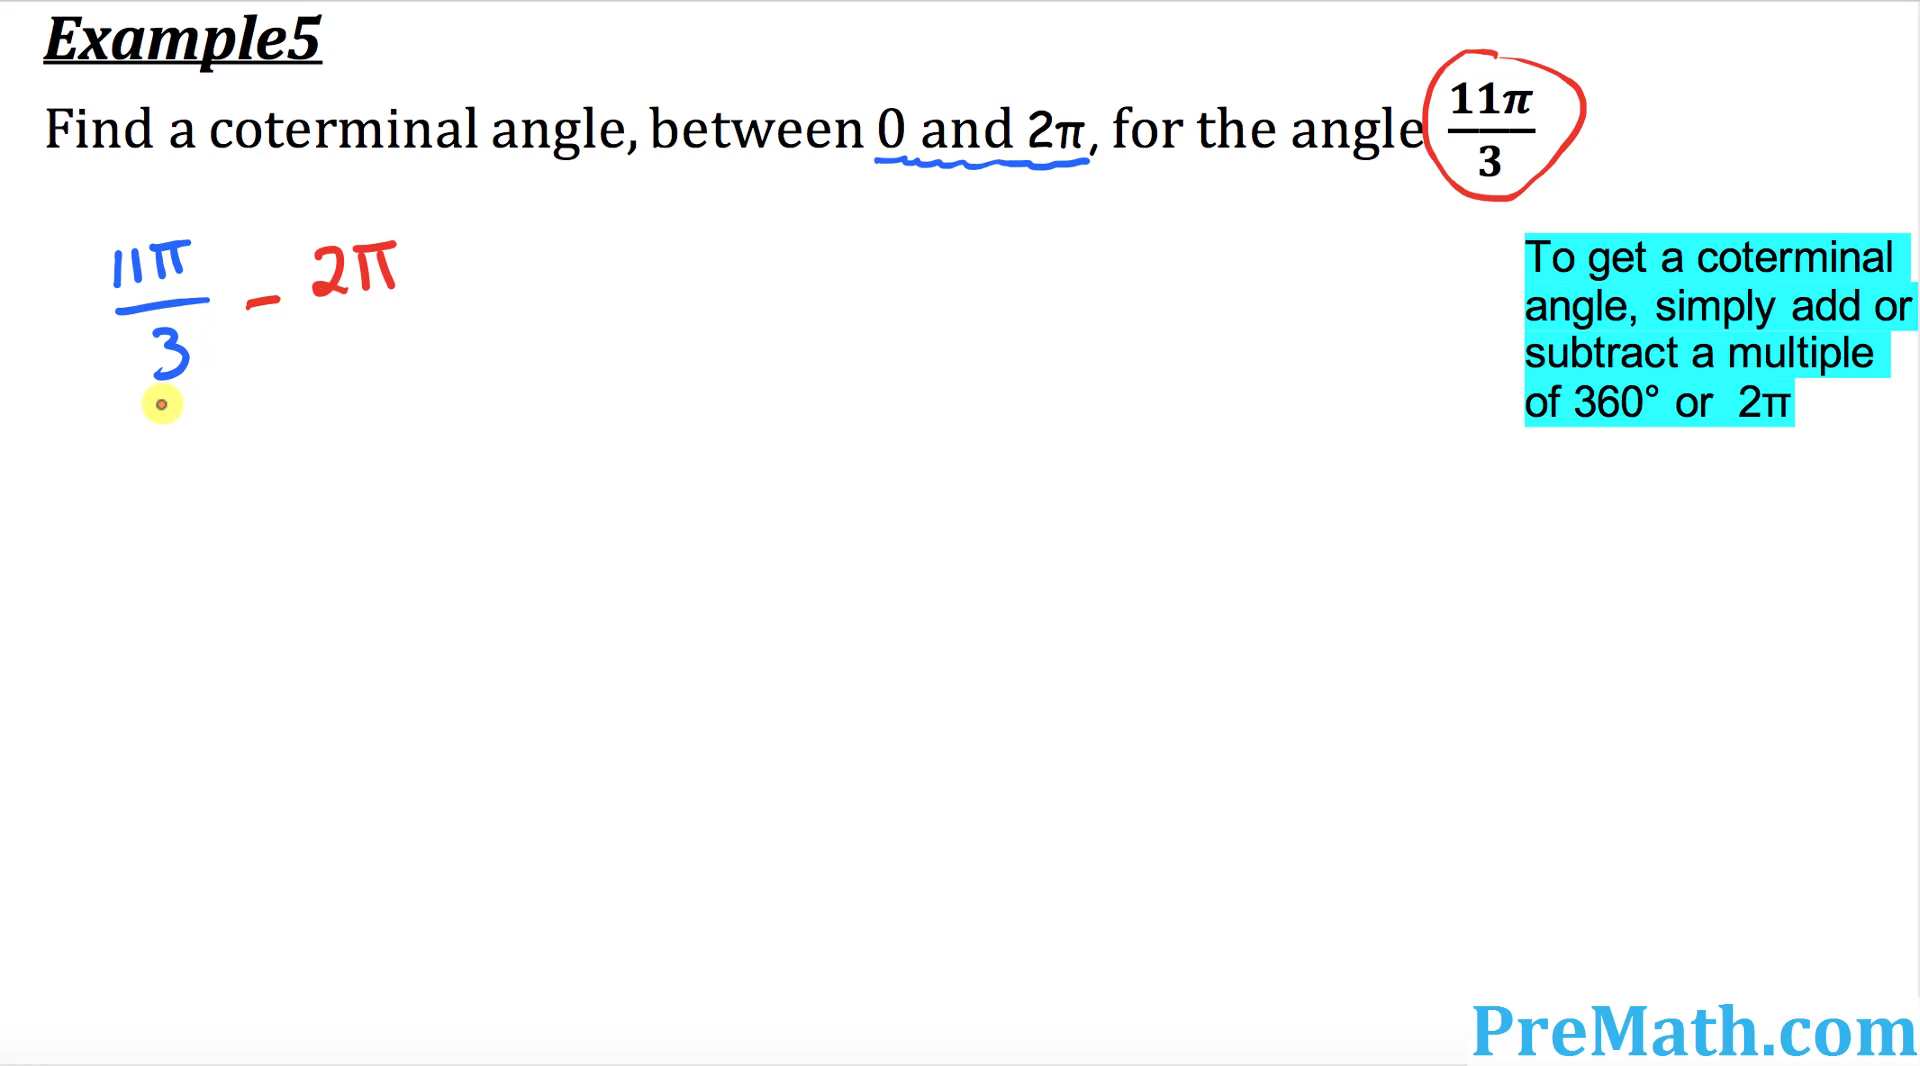 Example5
Find a coterminal angle, between 0 and 2π, for the angle 11π/3
11π/3 - 2π
To get a coterminal
angle, simply add or
subtract a multiple
of 360° or 2π
PreMath.com